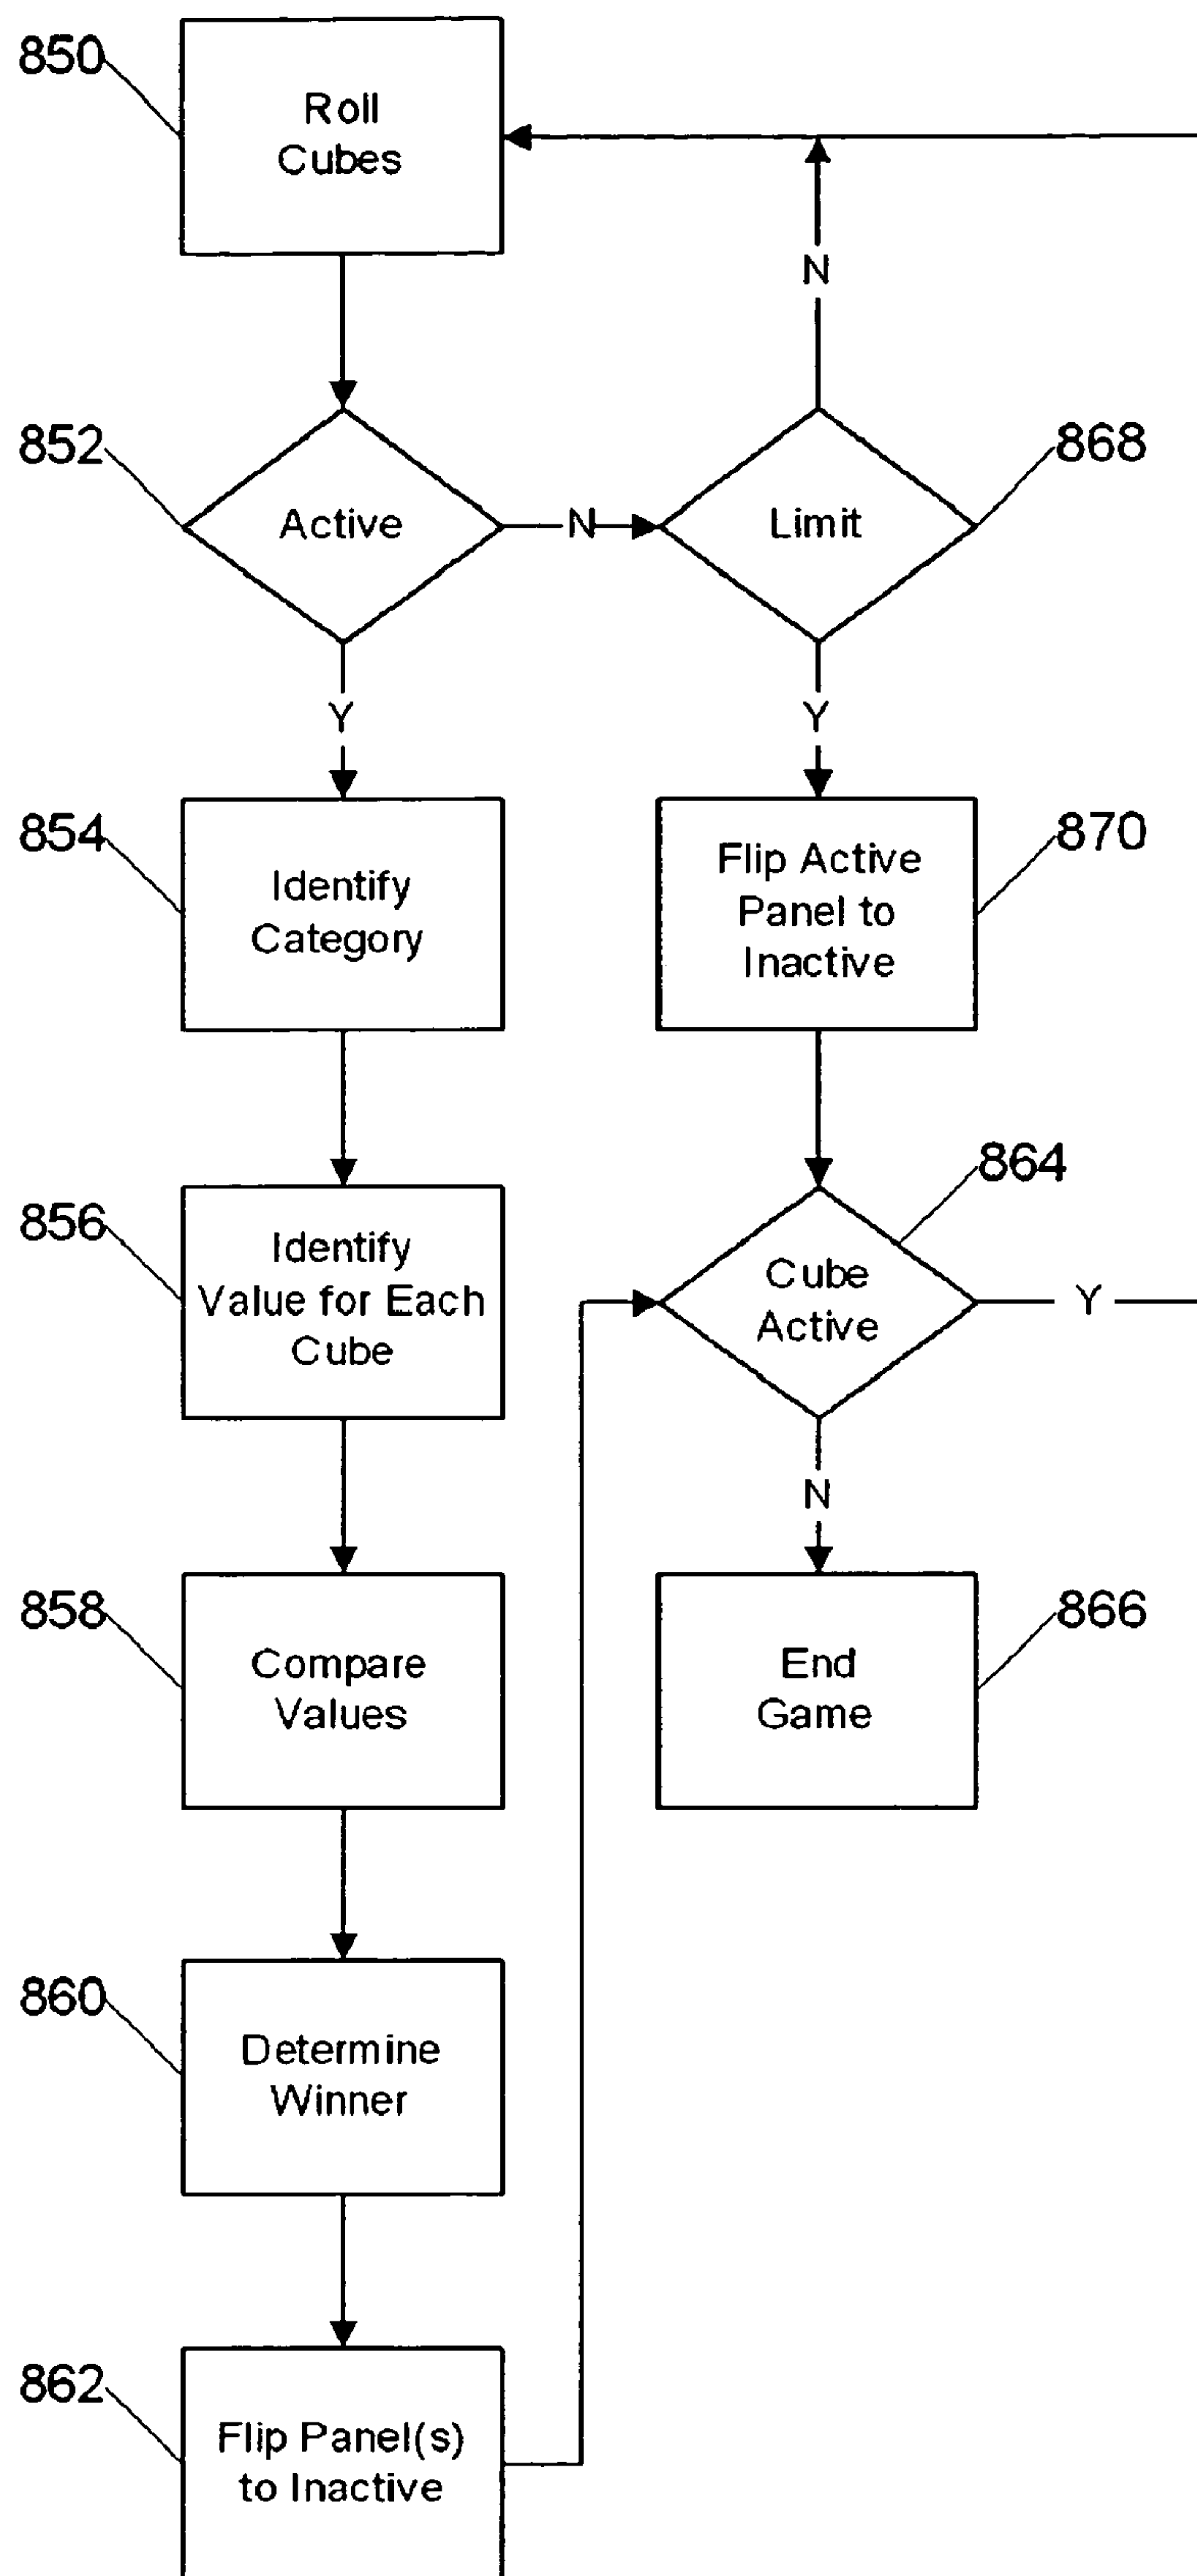 850
Roll
Cubes
N
852
Active
N
Limit
868
Y
Y
854
Identify
Category
Flip Active
Panel to
Inactive
870
856
Identify
Value for Each
Cube
864
Cube
Active
Y
N
858
Compare
Values
End
Game
866
860
Determine
Winner
862
Flip Panel(s)
to Inactive